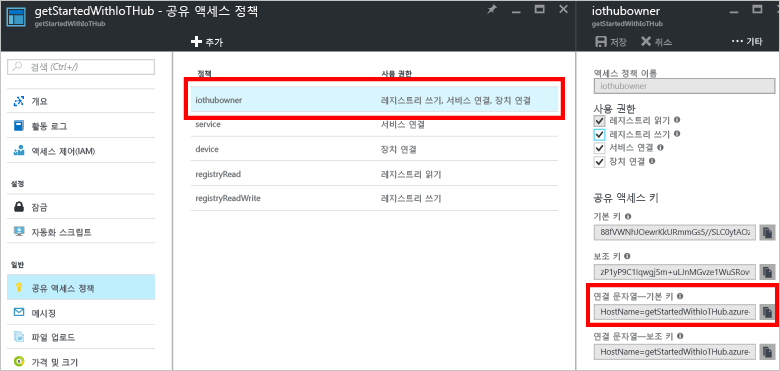 getStartedWithIoTHub - 공유 액세스 정책
getStartedWithIoTHub
추가
검색 (Ctrl+/)
개요
활동 로그
액세스 제어(IAM)
설정
잠금
자동화 스크립트
일반
공유 액세스 정책
메시징
파일 업로드
가격 및 크기
정책 사용 권한
iothubowner 레지스트리 쓰기, 서비스 연결, 장치 연결
service 서비스 연결
device 장치 연결
registryRead 레지스트리 읽기
registryReadWrite 레지스트리 쓰기
iothubowner
getStartedWithIoTHub
저장 취소 ··· 기타
액세스 정책 이름
iothubowner
사용 권한
레지스트리 읽기
레지스트리 쓰기
서비스 연결
장치 연결
공유 액세스 키
기본 키
88fVWNhJOewrKkURmmGs5//SLC0ytAOz
보조 키
zP1yP9C1Iqwgj5m+uLJnMGvze1WuSRov
연결 문자열—기본 키
HostName=getStartedWithIoTHub.azure-
연결 문자열—보조 키
HostName=getStartedWithIoTHub.azure-